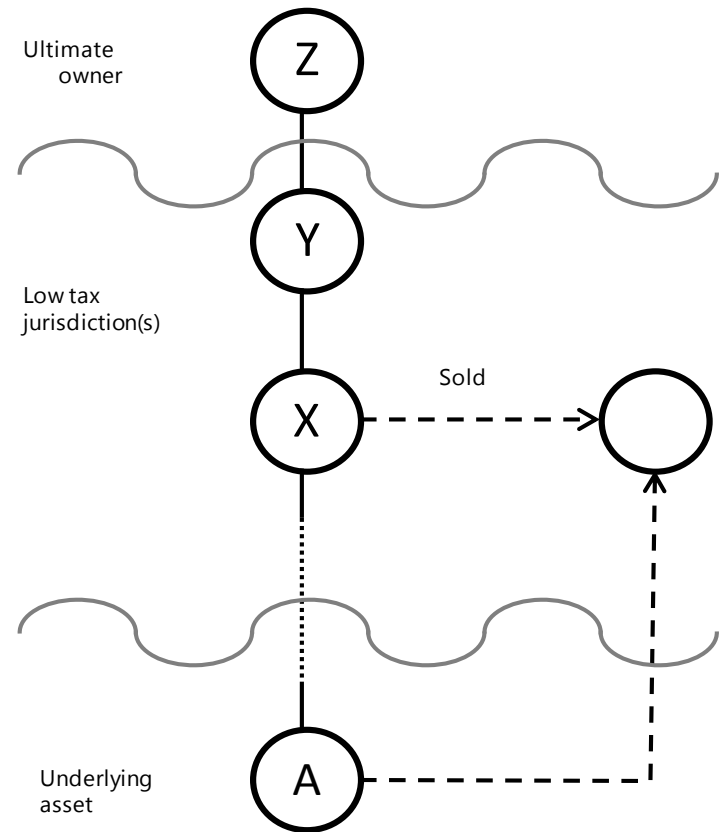 Ultimate
owner
Z
Y
Low tax
jurisdiction(s)
Sold
X
Underlying
asset
A